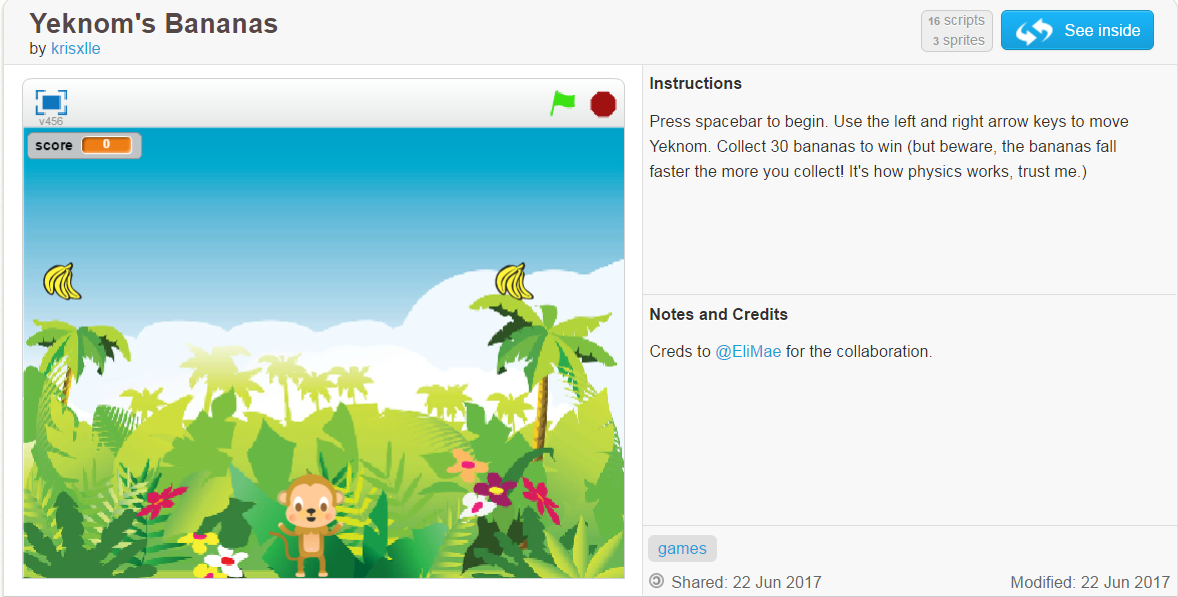 Yeknom's Bananas
by krisxlle
16 scripts
3 sprites
See inside
v456
score 0
Instructions
Press spacebar to begin. Use the left and right arrow keys to move
Yeknom. Collect 30 bananas to win (but beware, the bananas fall
faster the more you collect! It's how physics works, trust me.)
Notes and Credits
Creds to @EliMae for the collaboration.
games
Shared: 22 Jun 2017
Modified: 22 Jun 2017